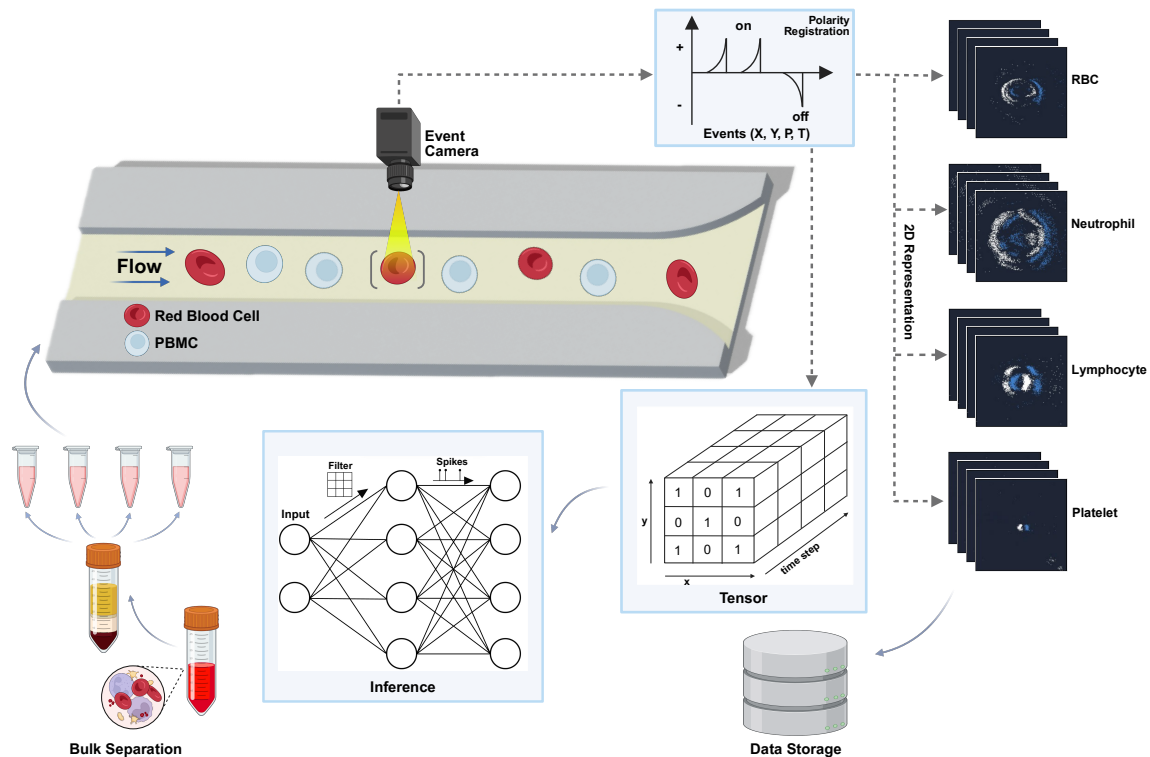 on
Polarity
Registration
+
-
off
Events (X, Y, P, T)
RBC
Event
Camera
Neutrophil
2D Representation
Flow
Red Blood Cell
PBMC
Lymphocyte
Filter
Spikes
Input
Inference
1 0 1
0 1 0
1 0 1
y
x
time step
Tensor
Platelet
Bulk Separation
Data Storage